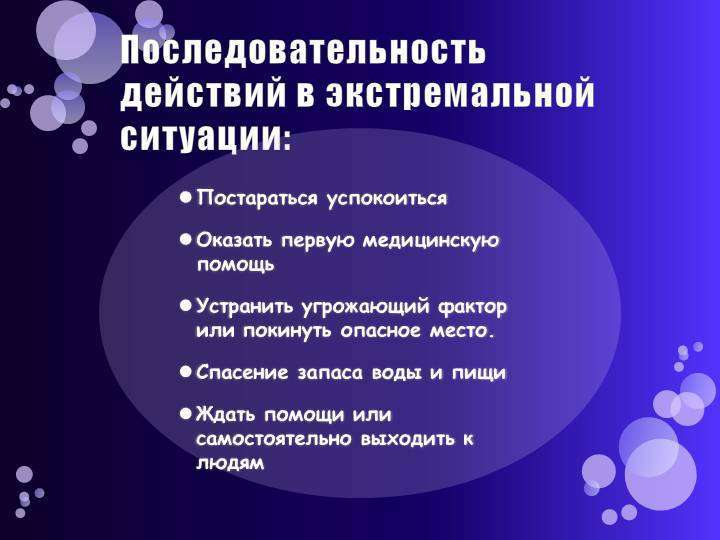 Последовательность
действий в экстремальной
ситуации:
Постараться успокоиться
Оказать первую медицинскую
помощь
Устранить угрожающий фактор
или покинуть опасное место.
Спасение запаса воды и пищи
Ждать помощи или
самостоятельно выходить к
людям